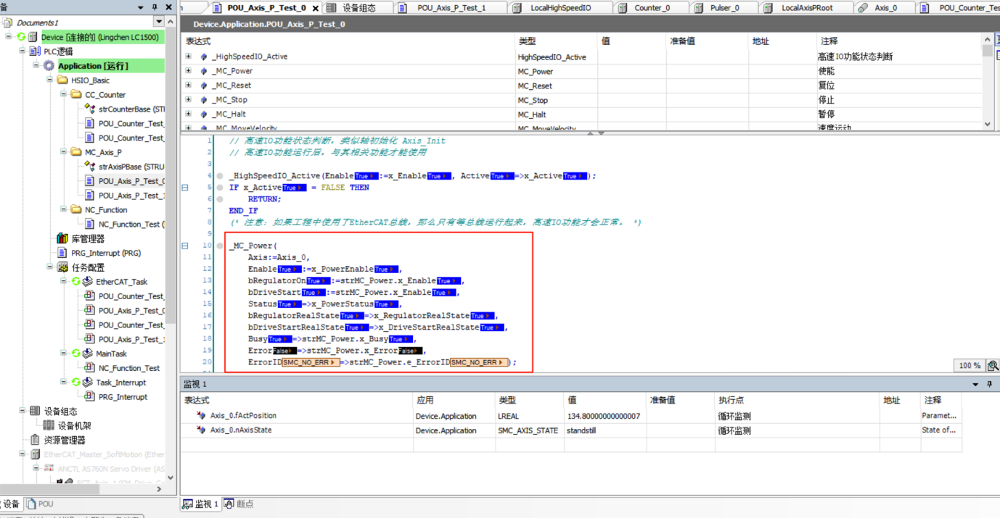 备
POU_Axis_P_Test_0
设备组态
POU_Axis_P_Test_1
LocalHighSpeedIO
Counter_0
Pulser_0
LocalAxisPRoot
Axis_0
POU_Counter_Tes
Documents1
Device [连接的] (Lingchen LC1500)
PLC逻辑
Application [运行]
HSIO_Basic
CC_Counter
strCounterBase (STI
POU_Counter_Test_
POU_Counter_Test_
MC_Axis_P
strAxisPBase (STRU
POU_Axis_P_Test_0
POU_Axis_P_Test_1
NC_Function
NC_Function_Test (
库管理器
PRG_Interrupt (PRG)
任务配置
EtherCAT_Task
POU_Counter_Test_
POU_Axis_P_Test_0
POU_Counter_Test_
POU_Axis_P_Test_1
MainTask
NC_Function_Test
Task_Interrupt
PRG_Interrupt
设备组态
设备机架
资源管理器
EtherCAT_Master_SoftMotion (Ether
ANCTL AS760N Servo Driver (AS
设备
POU
Device.Application.POU_Axis_P_Test_0
表达式 类型 值 准备值 地址 注释
_HighSpeedIO_Active HighSpeedIO_Active 高速IO功能状态判断
_MC_Power MC_Power 使能
_MC_Reset MC_Reset 复位
_MC_Stop MC_Stop 停止
_MC_Halt MC_Halt 暂停
_MC_MoveVelocity MC_MoveVelocity 速度运动
1 // 高速IO功能状态判断，类似轴初始化 Axis_Init
2 // 高速IO功能运行后，与其相关功能才能使用
3
4 _HighSpeedIO_Active(Enable True :=x_Enable True , Active True =>x_Active True );
5 IF x_Active True = FALSE THEN
6 RETURN;
7 END_IF
8 (* 注意：如果工程中使用了EtherCAT总线，那么只有等总线运行起来，高速IO功能才会正常。 *)
9
10 _MC_Power(
11 Axis:=Axis_0,
12 Enable True :=x_PowerEnable True ,
13 bRegulatorOn True :=strMC_Power.x_Enable True ,
14 bDriveStart True :=strMC_Power.x_Enable True ,
15 Status True =>x_PowerStatus True ,
16 bRegulatorRealState True =>x_RegulatorRealState True ,
17 bDriveStartRealState True =>x_DriveStartRealState True ,
18 Busy True =>strMC_Power.x_Busy True ,
19 Error False =>strMC_Power.x_Error False ,
20 ErrorID SMC_NO_ERR =>strMC_Power.e_ErrorID SMC_NO_ERR );
100 %
监视 1
表达式 应用 类型 值 准备值 执行点 地址 注释
Axis_0.fActPosition Device.Application LREAL 134.80000000000007 循环监测 Paramet...
Axis_0.nAxisState Device.Application SMC_AXIS_STATE standstill 循环监测 State of...
监视 1
断点